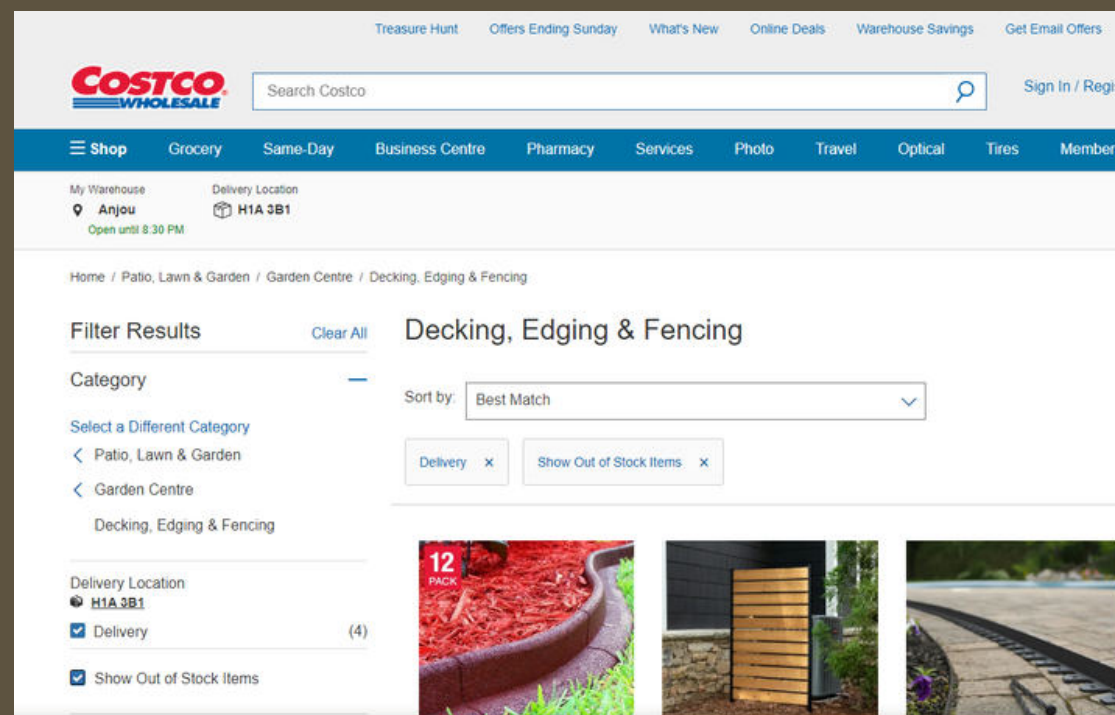 Treasure Hunt Offers Ending Sunday What's New Online Deals Warehouse Savings Get Email Offers
COSTCO
WHOLESALE
Search Costco
Sign In / Regi
Shop Grocery Same-Day Business Centre Pharmacy Services Photo Travel Optical Tires Member
My Warehouse Delivery Location
Anjou H1A 3B1
Open until 8:30 PM
Home / Patio, Lawn & Garden / Garden Centre / Decking, Edging & Fencing
Filter Results Clear All
Decking, Edging & Fencing
Category
Sort by: Best Match
Select a Different Category
Patio, Lawn & Garden
Garden Centre
Decking, Edging & Fencing
Delivery × Show Out of Stock Items ×
Delivery Location
H1A 3B1
Delivery (4)
Show Out of Stock Items
12
PACK